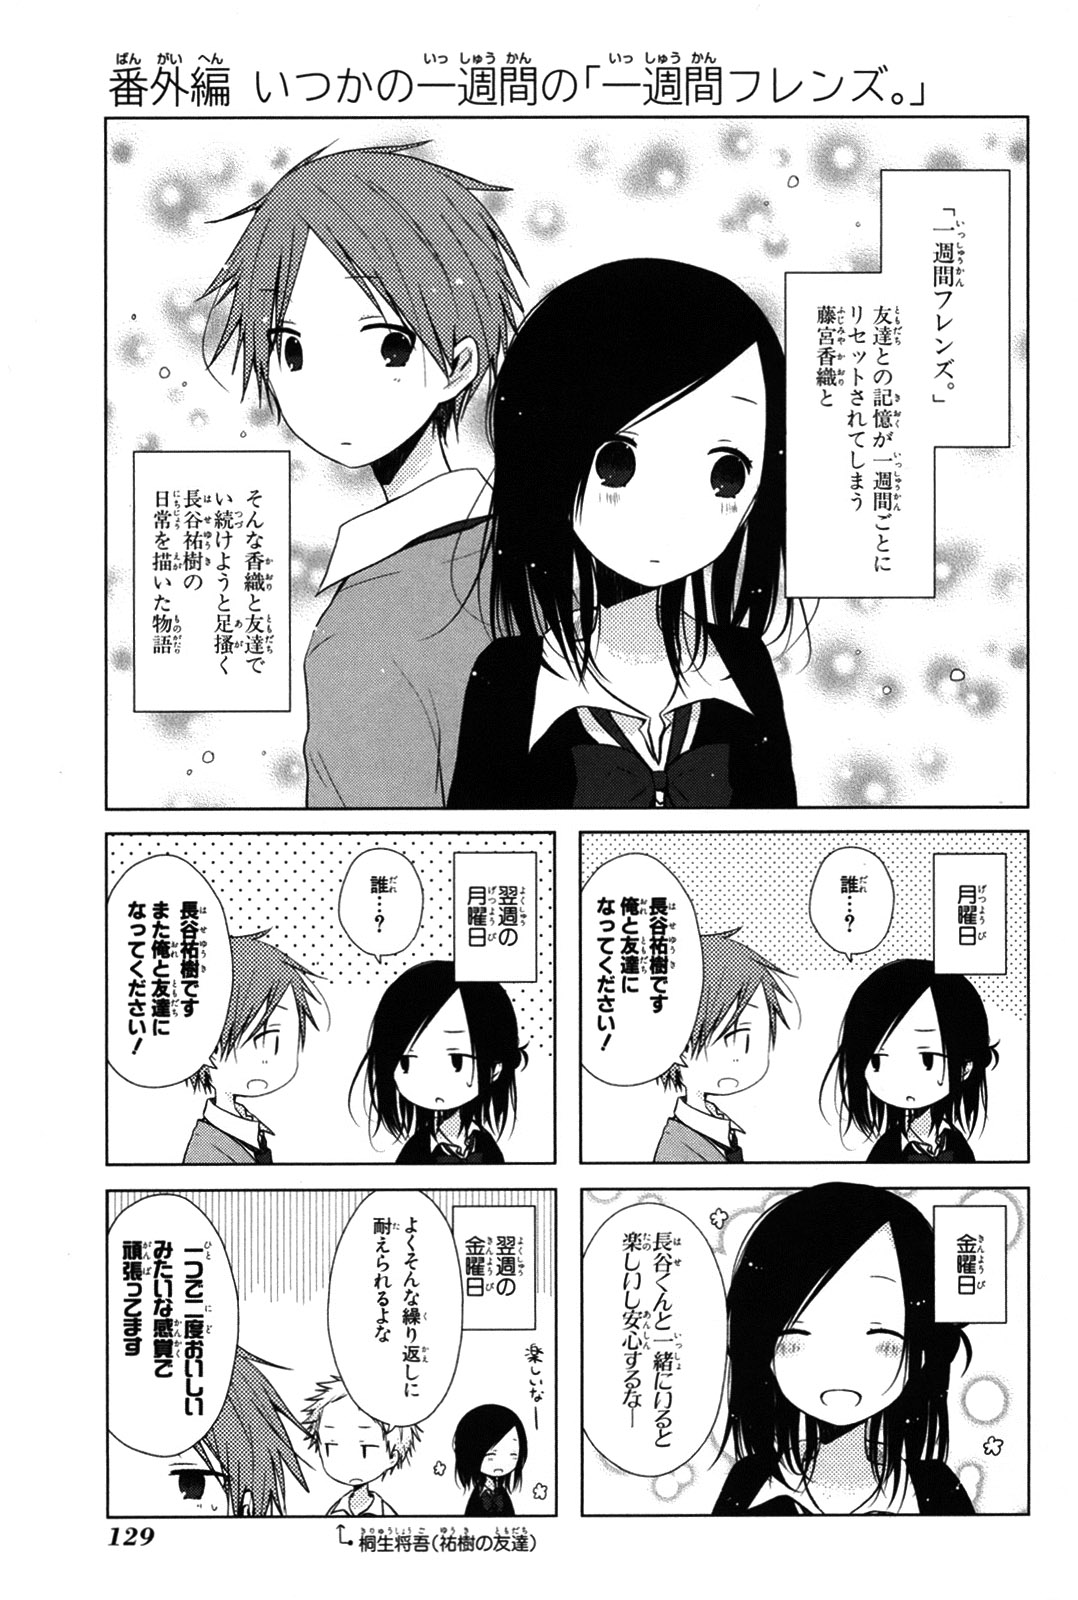 番外編 いつかの一週間の「一週間フレンズ。」
「一週間フレンズ。」
友達との記憶が一週間ごとに
リセットされてしまう
藤宮香織と
そんな香織と友達で
い続けようと足掻く
長谷祐樹の
日常を描いた物語
月曜日
誰…?
長谷祐樹です
俺と友達に
なってください!
金曜日
長谷くんと一緒にいると
楽しいし安心するなー
翌週の
月曜日
誰…?
長谷祐樹です
また俺と友達に
なってください!
翌週の
金曜日
楽しいなー
よくそんな繰り返しに
耐えられるよな
一つで二度おいしい
みたいな感覚で
頑張ってます
桐生将吾(祐樹の友達)
129